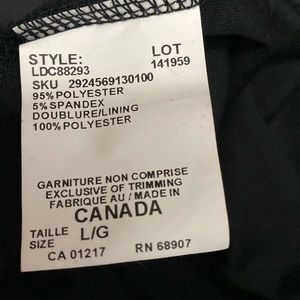 STYLE: LOT
LDC88293 141959
SKU 2924569130100
95% POLYESTER
5% SPANDEX
DOUBLURE/LINING
100% POLYESTER
GARNITURE NON COMPRISE
EXCLUSIVE OF TRIMMING
FABRIQUE AU / MADE IN
CANADA
TAILLE
SIZE L/G
CA 01217 RN 68907